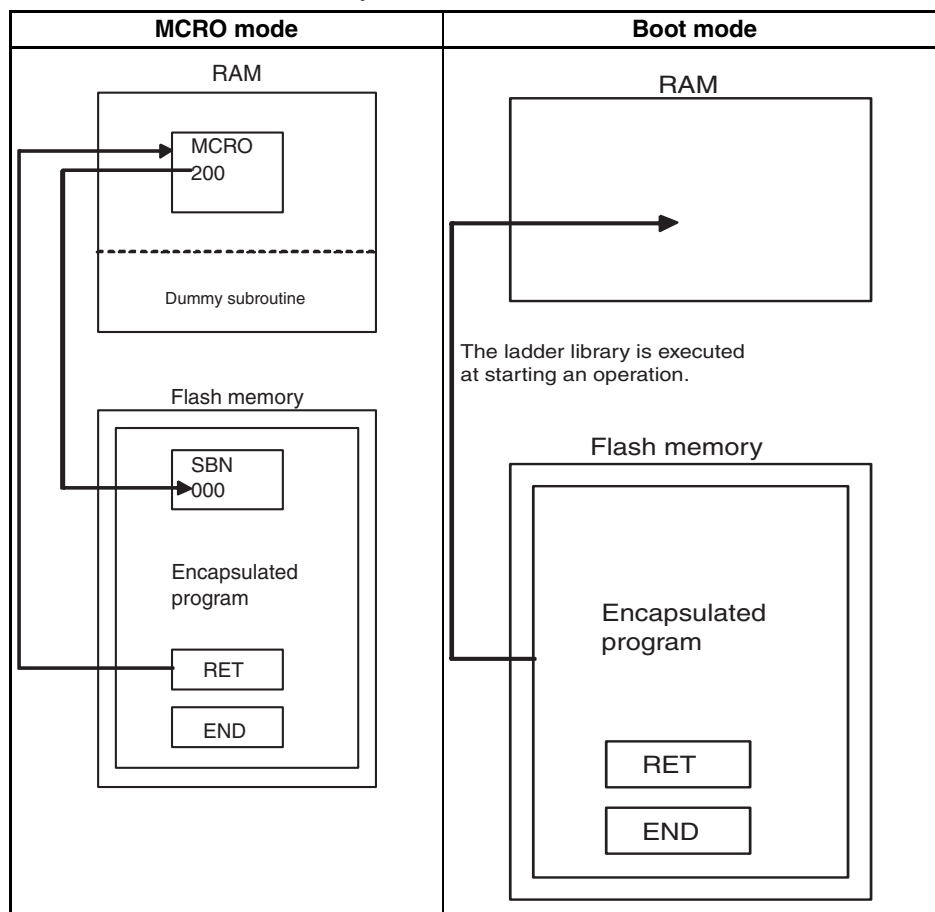 MCRO mode
Boot mode
RAM
MCRO
200
Dummy subroutine
Flash memory
SBN
000
Encapsulated
program
RET
END
RAM
The ladder library is executed
at starting an operation.
Flash memory
Encapsulated
program
RET
END